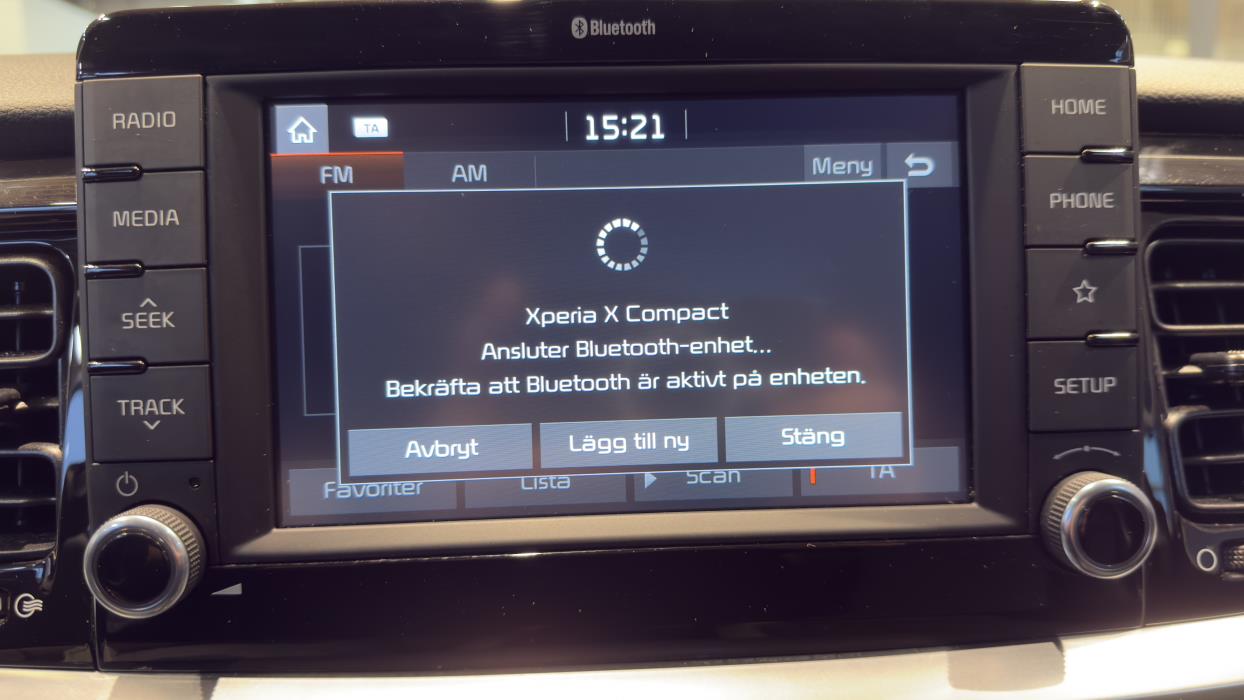 Bluetooth
RADIO
MEDIA
SEEK
TRACK
TA
15:21
FM
AM
Meny
Xperia X Compact
Ansluter Bluetooth-enhet...
Bekräfta att Bluetooth är aktivt på enheten.
Avbryt
Lägg till ny
Stäng
Favoriter
Lista
Scan
TA
HOME
PHONE
SETUP